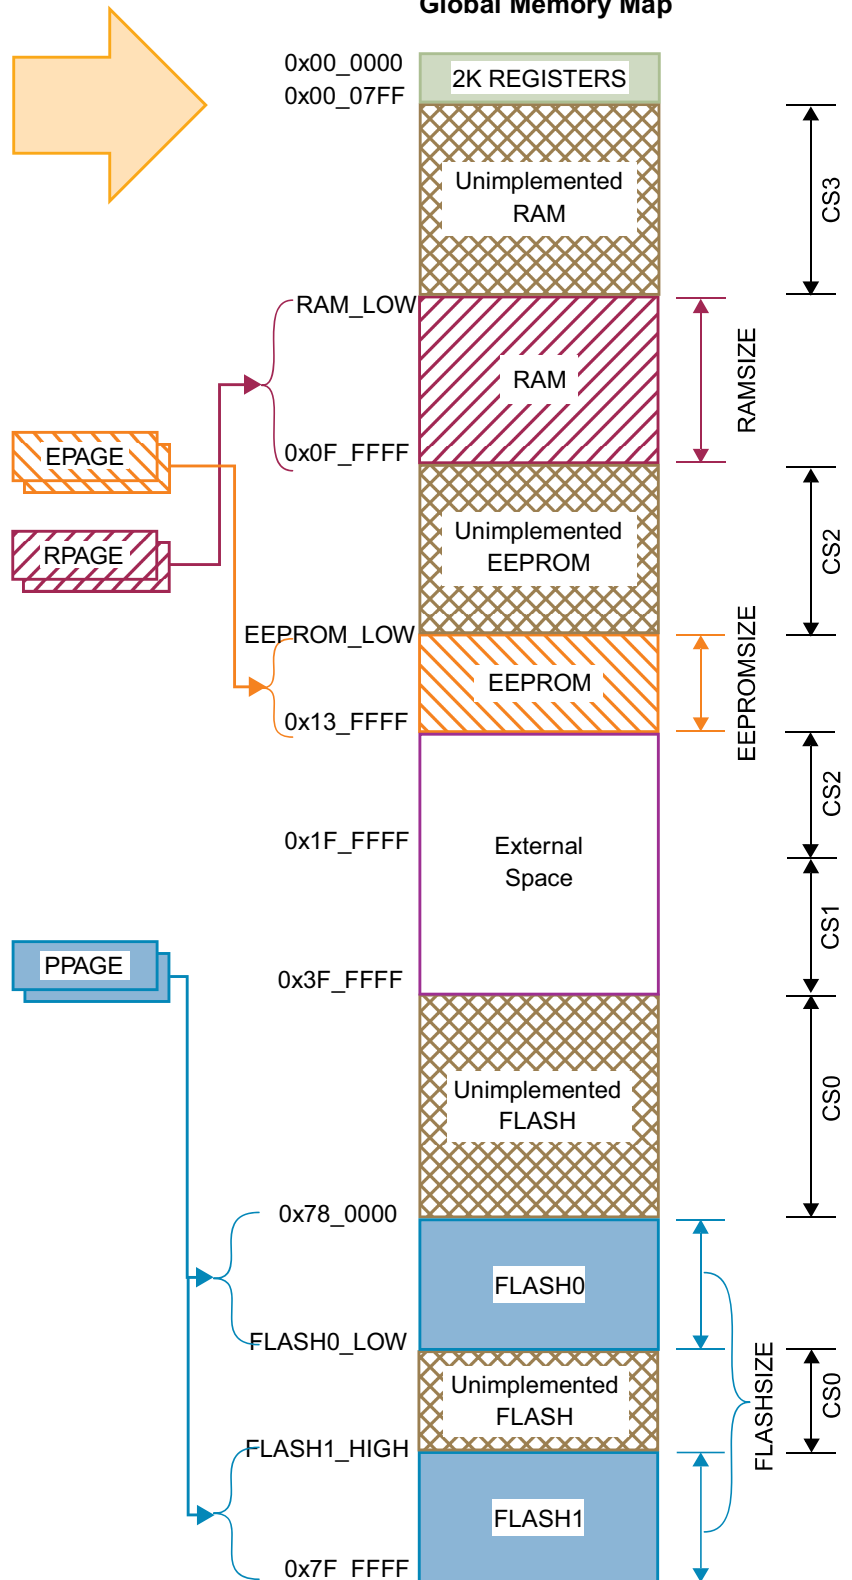 Global Memory Map
0x00_0000
2K REGISTERS
0x00_07FF
Unimplemented
RAM
CS3
RAM_LOW
RAM
RAMSIZE
0x0F_FFFF
EPAGE
RPAGE
Unimplemented
EEPROM
CS2
EEPROM_LOW
EEPROM
EEPROMSIZE
0x13_FFFF
CS2
0x1F_FFFF
External
Space
CS1
PPAGE
0x3F_FFFF
Unimplemented
FLASH
CS0
0x78_0000
FLASH0
FLASH0_LOW
Unimplemented
FLASH
CS0
FLASHSIZE
FLASH1_HIGH
FLASH1
0x7F_FFFF